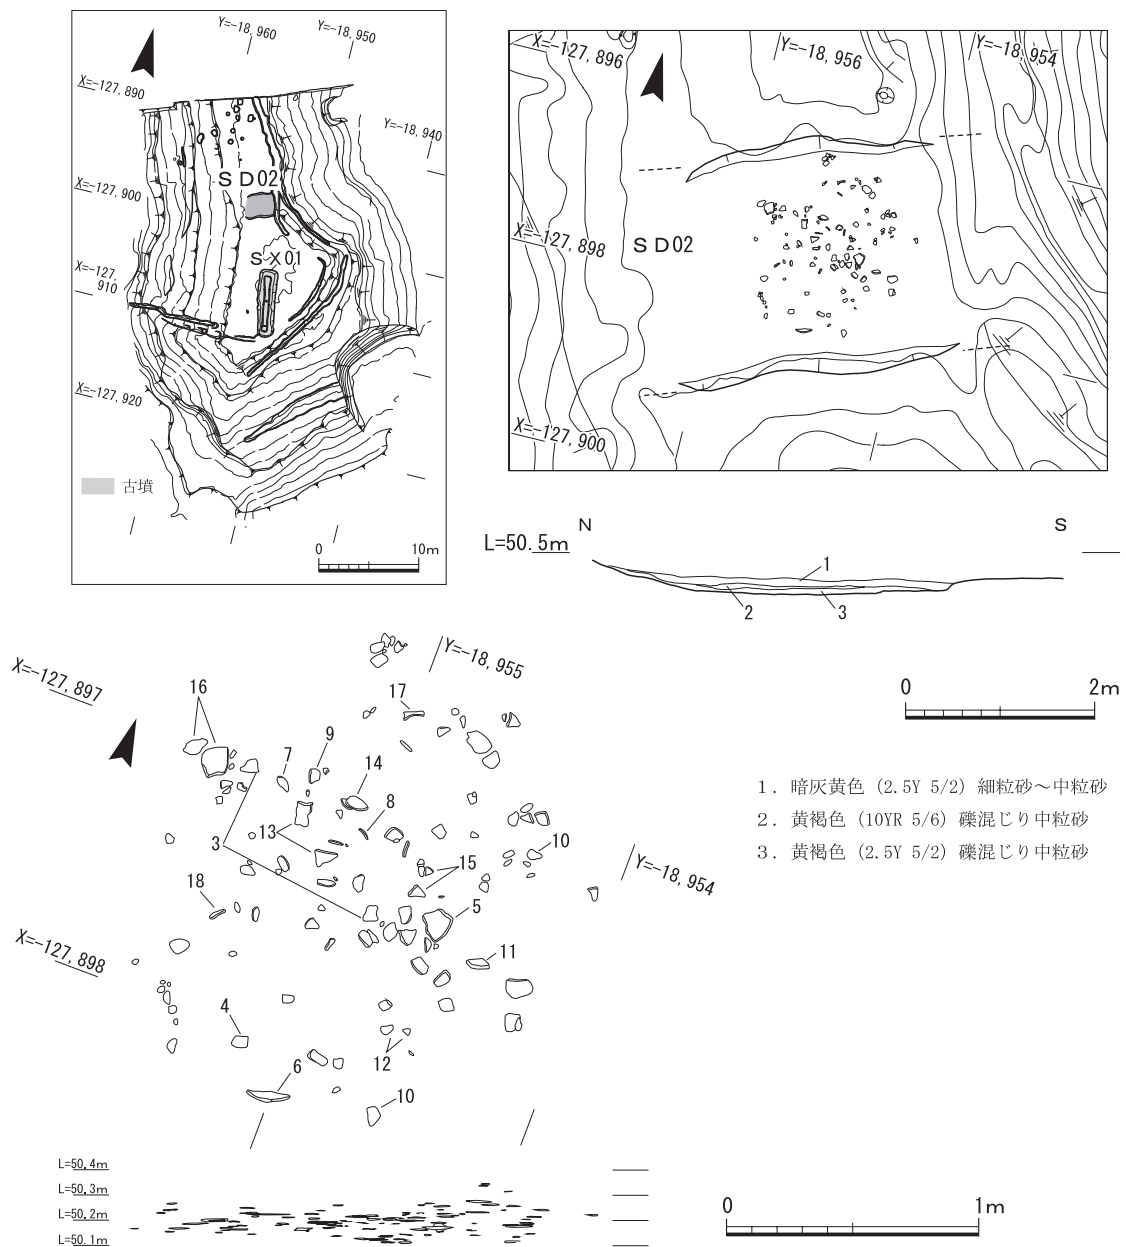 Y=-18,960
Y=-18,950
X=-127,890
Y=-18,940
SD02
X=-127,900
SX01
X=-127,
910
X=-127,920
古墳
0
10m
X=-127,896
Y=-18,956
Y=-18,954
X=-127,898
SD02
X=-127,900
N
S
L=50.5m
1
2
3
0
2m
1. 暗灰黄色 (2.5Y 5/2) 細粒砂~中粒砂
2. 黄褐色 (10YR 5/6) 礫混じり中粒砂
3. 黄褐色 (2.5Y 5/2) 礫混じり中粒砂
X=-127,897
Y=-18,955
16
17
7
9
14
8
13
3
10
15
Y=-18,954
18
5
X=-127,898
11
4
12
6
10
L=50.4m
L=50.3m
L=50.2m
L=50.1m
0
1m